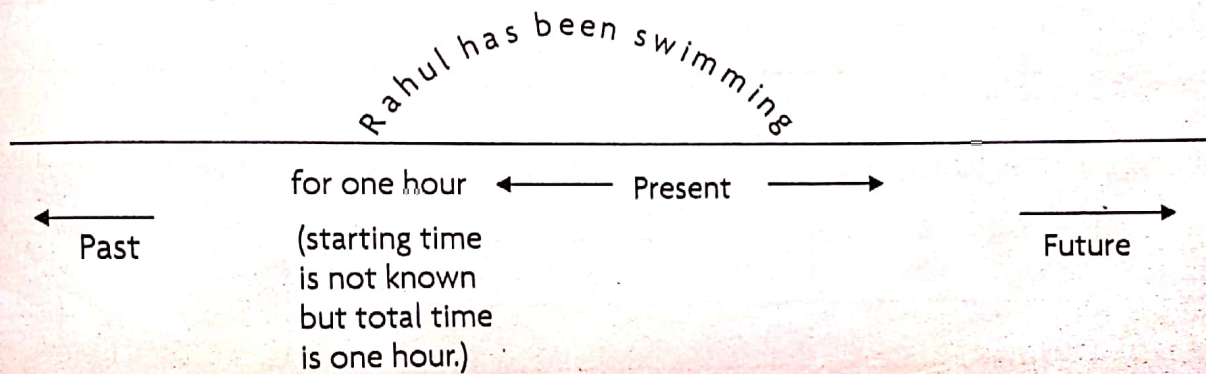 Rahul has been swimming
for one hour
Present
Past
(starting time
is not known
but total time
is one hour.)
Future